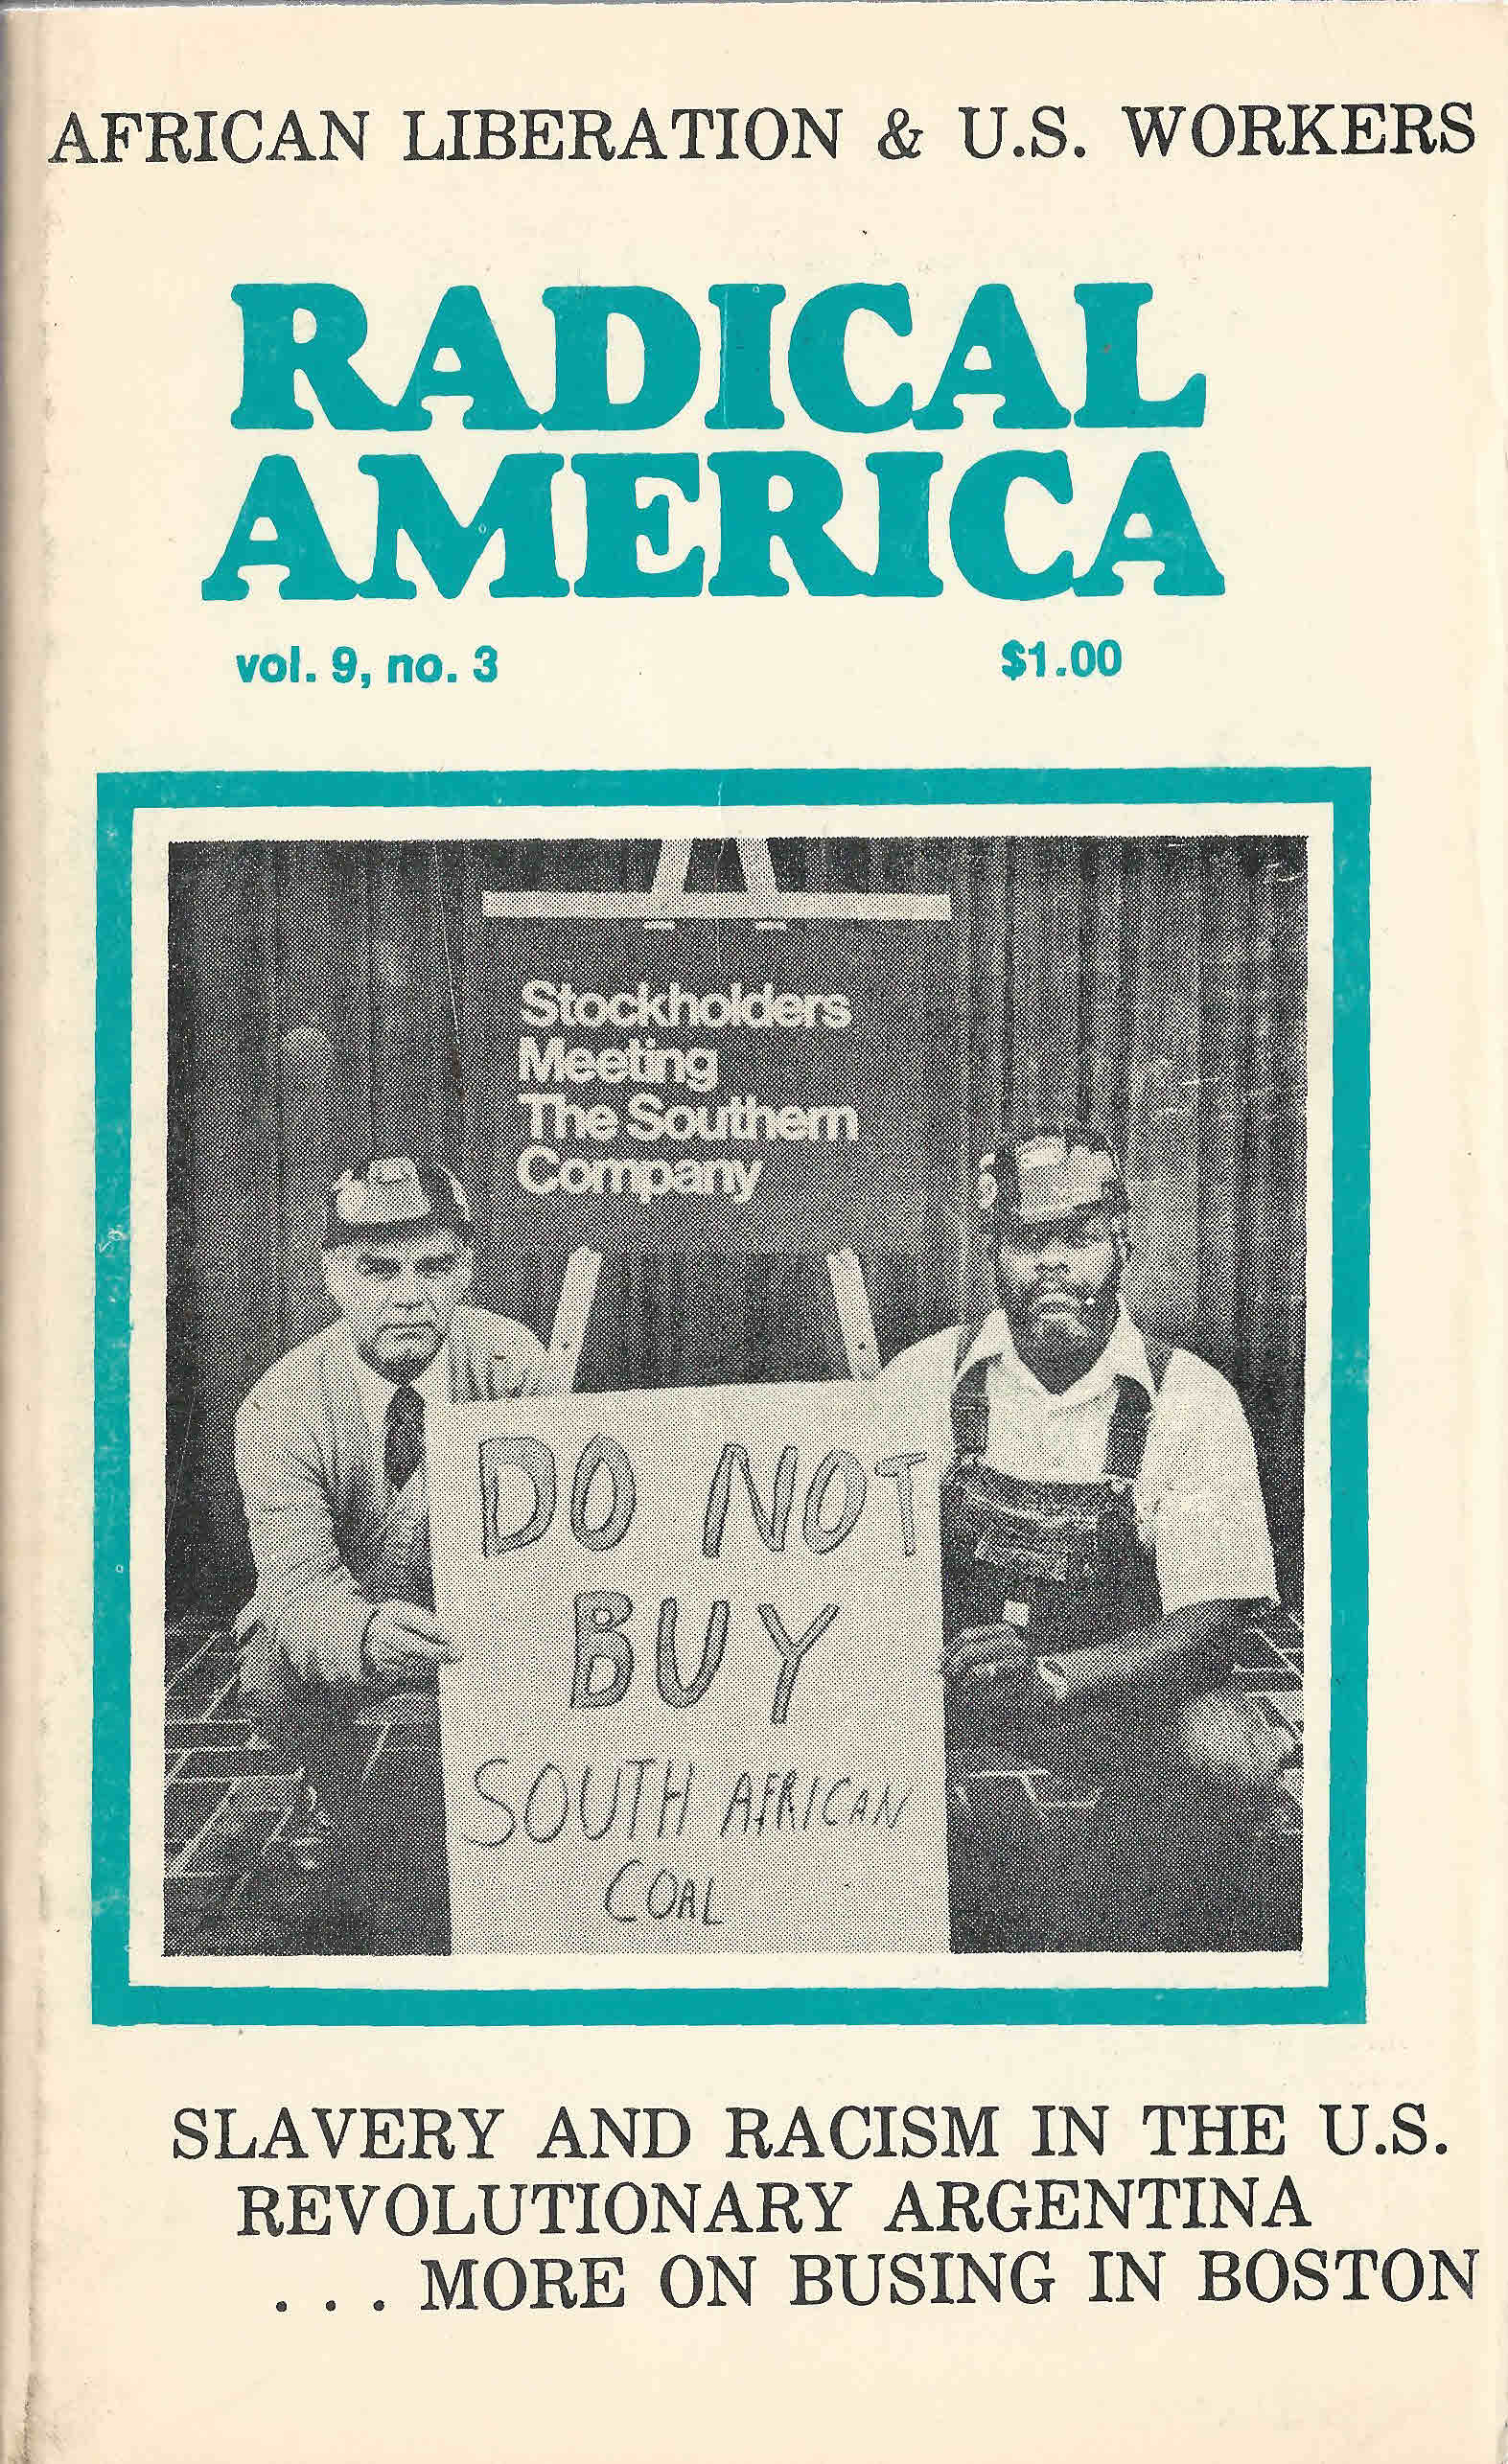 AFRICAN LIBERATION & U.S. WORKERS
RADICAL
AMERICA
vol. 9, no. 3 $1.00
Stockholders
Meeting
The Southern
Company
DO NOT
BUY
SOUTH AFRICAN
COAL
SLAVERY AND RACISM IN THE U.S.
REVOLUTIONARY ARGENTINA
. . . MORE ON BUSING IN BOSTON